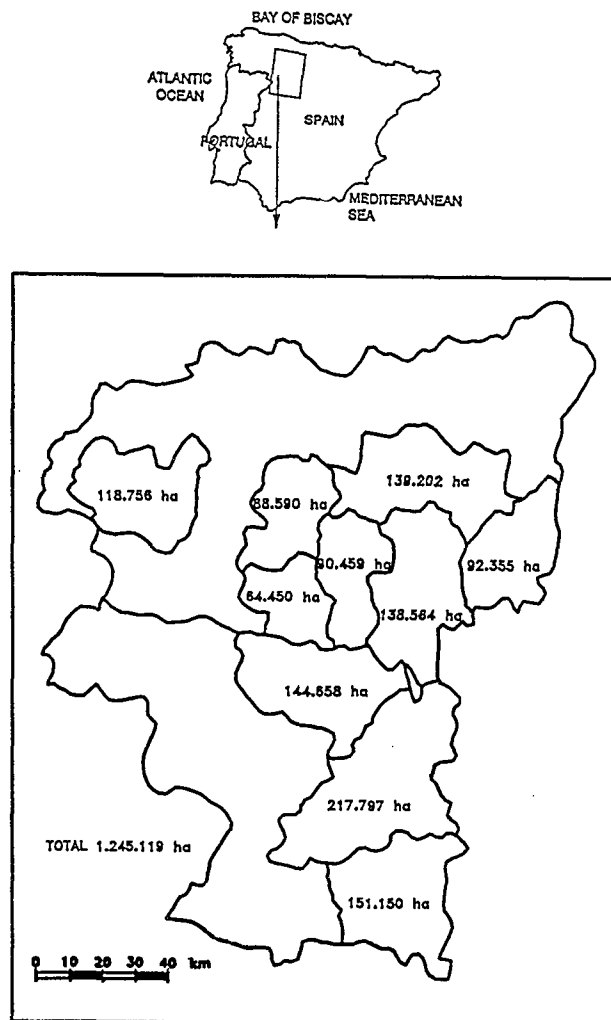 BAY OF BISCAY
ATLANTIC
OCEAN
SPAIN
PORTUGAL
MEDITERRANEAN
SEA
139.202 ha
118.756 ha
88.590 ha
90.459 ha
92.355 ha
64.450 ha
138.564 ha
144.658 ha
217.797 ha
TOTAL 1.245.119 ha
151.150 ha
0 10 20 30 40 km